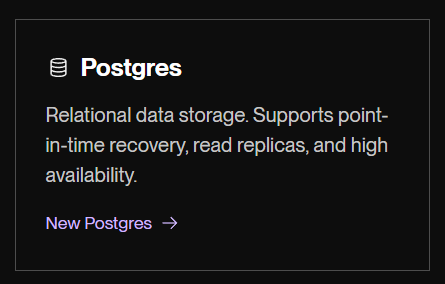 Postgres
Relational data storage. Supports point-
in-time recovery, read replicas, and high
availability.
New Postgres →